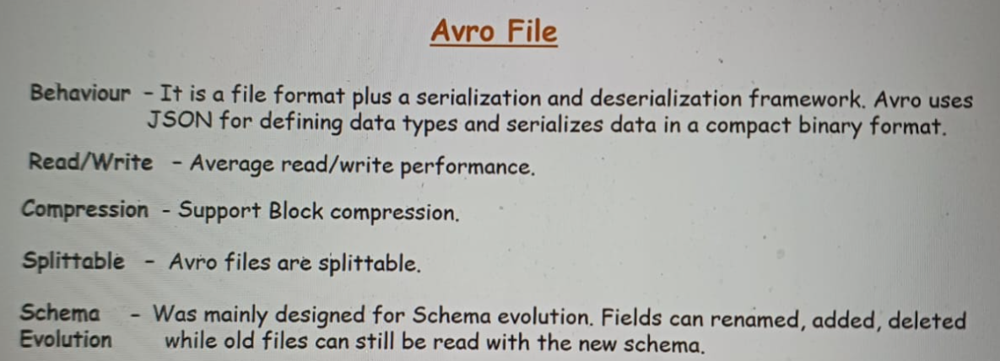 Avro File
Behaviour - It is a file format plus a serialization and deserialization framework. Avro uses
JSON for defining data types and serializes data in a compact binary format.
Read/Write - Average read/write performance.
Compression - Support Block compression.
Splittable - Avro files are splittable.
Schema - Was mainly designed for Schema evolution. Fields can renamed, added, deleted
Evolution while old files can still be read with the new schema.